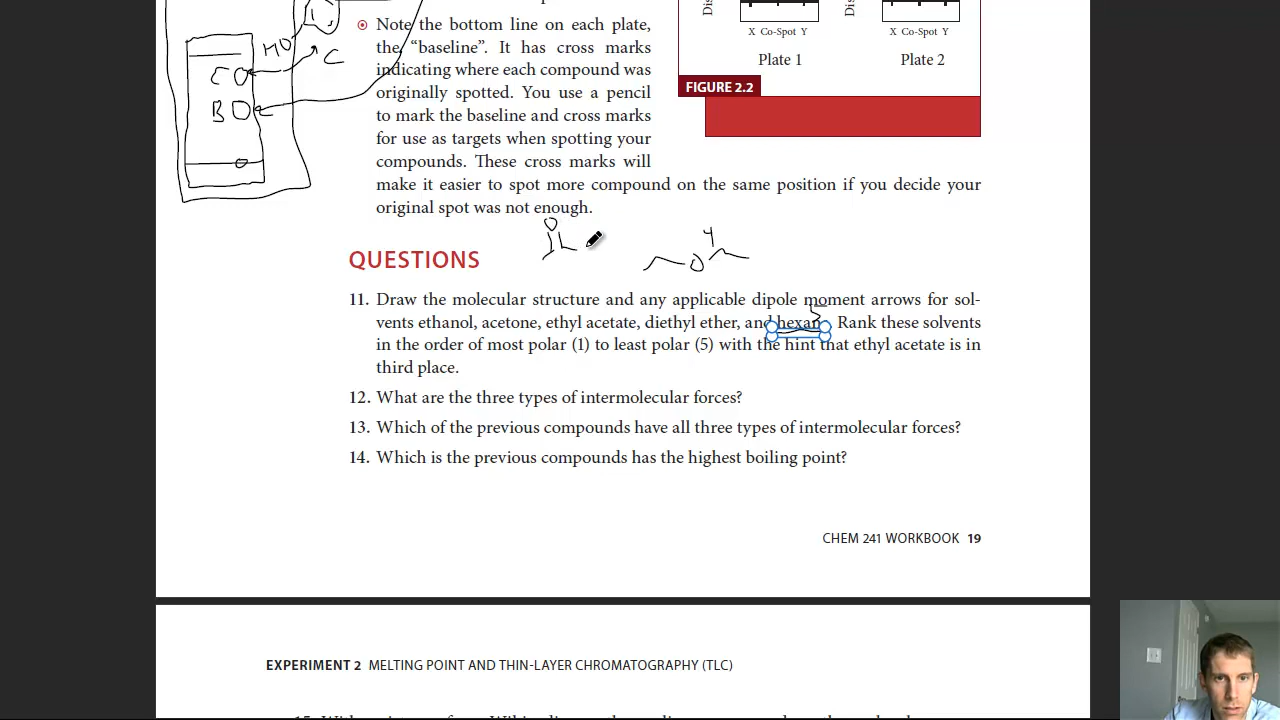 Note the bottom line on each plate,
the, “baseline”. It has cross marks
indicating where each compound was
originally spotted. You use a pencil
to mark the baseline and cross marks
for use as targets when spotting your
compounds. These cross marks will
make it easier to spot more compound on the same position if you decide your
original spot was not enough.
HO
C
C
B
X Co-Spot Y
X Co-Spot Y
Plate 1
Plate 2
FIGURE 2.2
O
O
4
QUESTIONS
11. Draw the molecular structure and any applicable dipole moment arrows for sol-
vents ethanol, acetone, ethyl acetate, diethyl ether, and Rank these solvents
5
in the order of most polar (1) to least polar (5) with the hint that ethyl acetate is in
third place.
12. What are the three types of intermolecular forces?
13. Which of the previous compounds have all three types of intermolecular forces?
14. Which is the previous compounds has the highest boiling point?
CHEM 241 WORKBOOK 19
EXPERIMENT 2 MELTING POINT AND THIN-LAYER CHROMATOGRAPHY (TLC)